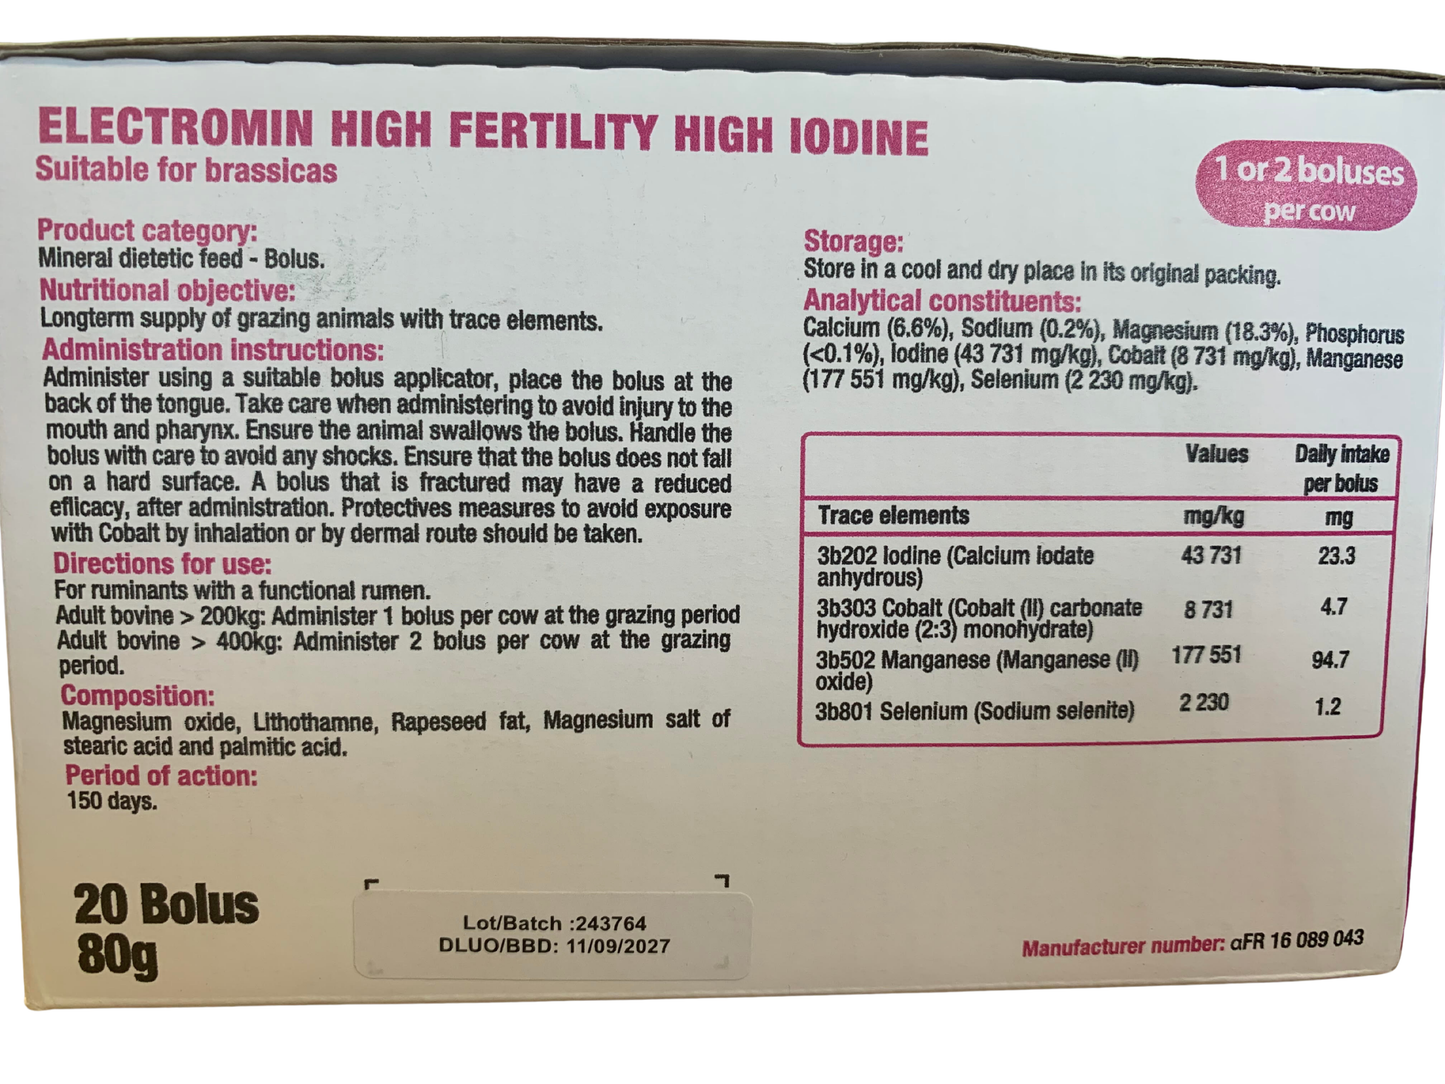 ELECTROMIN HIGH FERTILITY HIGH IODINE
Suitable for brassicas
1 or 2 boluses
per cow
Product category:
Mineral dietetic feed - Bolus.
Nutritional objective:
Longterm supply of grazing animals with trace elements.
Administration instructions:
Administer using a suitable bolus applicator, place the bolus at the
back of the tongue. Take care when administering to avoid injury to the
mouth and pharynx. Ensure the animal swallows the bolus. Handle the
bolus with care to avoid any shocks. Ensure that the bolus does not fall
on a hard surface. A bolus that is fractured may have a reduced
efficacy, after administration. Protectives measures to avoid exposure
with Cobalt by inhalation or by dermal route should be taken.
Directions for use:
For ruminants with a functional rumen.
Adult bovine > 200kg: Administer 1 bolus per cow at the grazing period
Adult bovine > 400kg: Administer 2 bolus per cow at the grazing
period.
Composition:
Magnesium oxide, Lithothamne, Rapeseed fat, Magnesium salt of
stearic acid and palmitic acid.
Period of action:
150 days.
20 Bolus
80g
Lot/Batch :243764
DLUO/BBD: 11/09/2027
Storage:
Store in a cool and dry place in its original packing.
Analytical constituents:
Calcium (6.6%), Sodium (0.2%), Magnesium (18.3%), Phosphorus
(<0.1%), Iodine (43 731 mg/kg), Cobalt (8 731 mg/kg), Manganese
(177 551 mg/kg), Selenium (2 230 mg/kg).
Values Daily intake
per bolus
Trace elements mg/kg mg
3b202 Iodine (Calcium iodate 43 731 23.3
anhydrous)
3b303 Cobalt (Cobalt (II) carbonate 8 731 4.7
hydroxide (2:3) monohydrate)
3b502 Manganese (Manganese (II) 177 551 94.7
oxide)
3b801 Selenium (Sodium selenite) 2 230 1.2
Manufacturer number: αFR 16 089 043